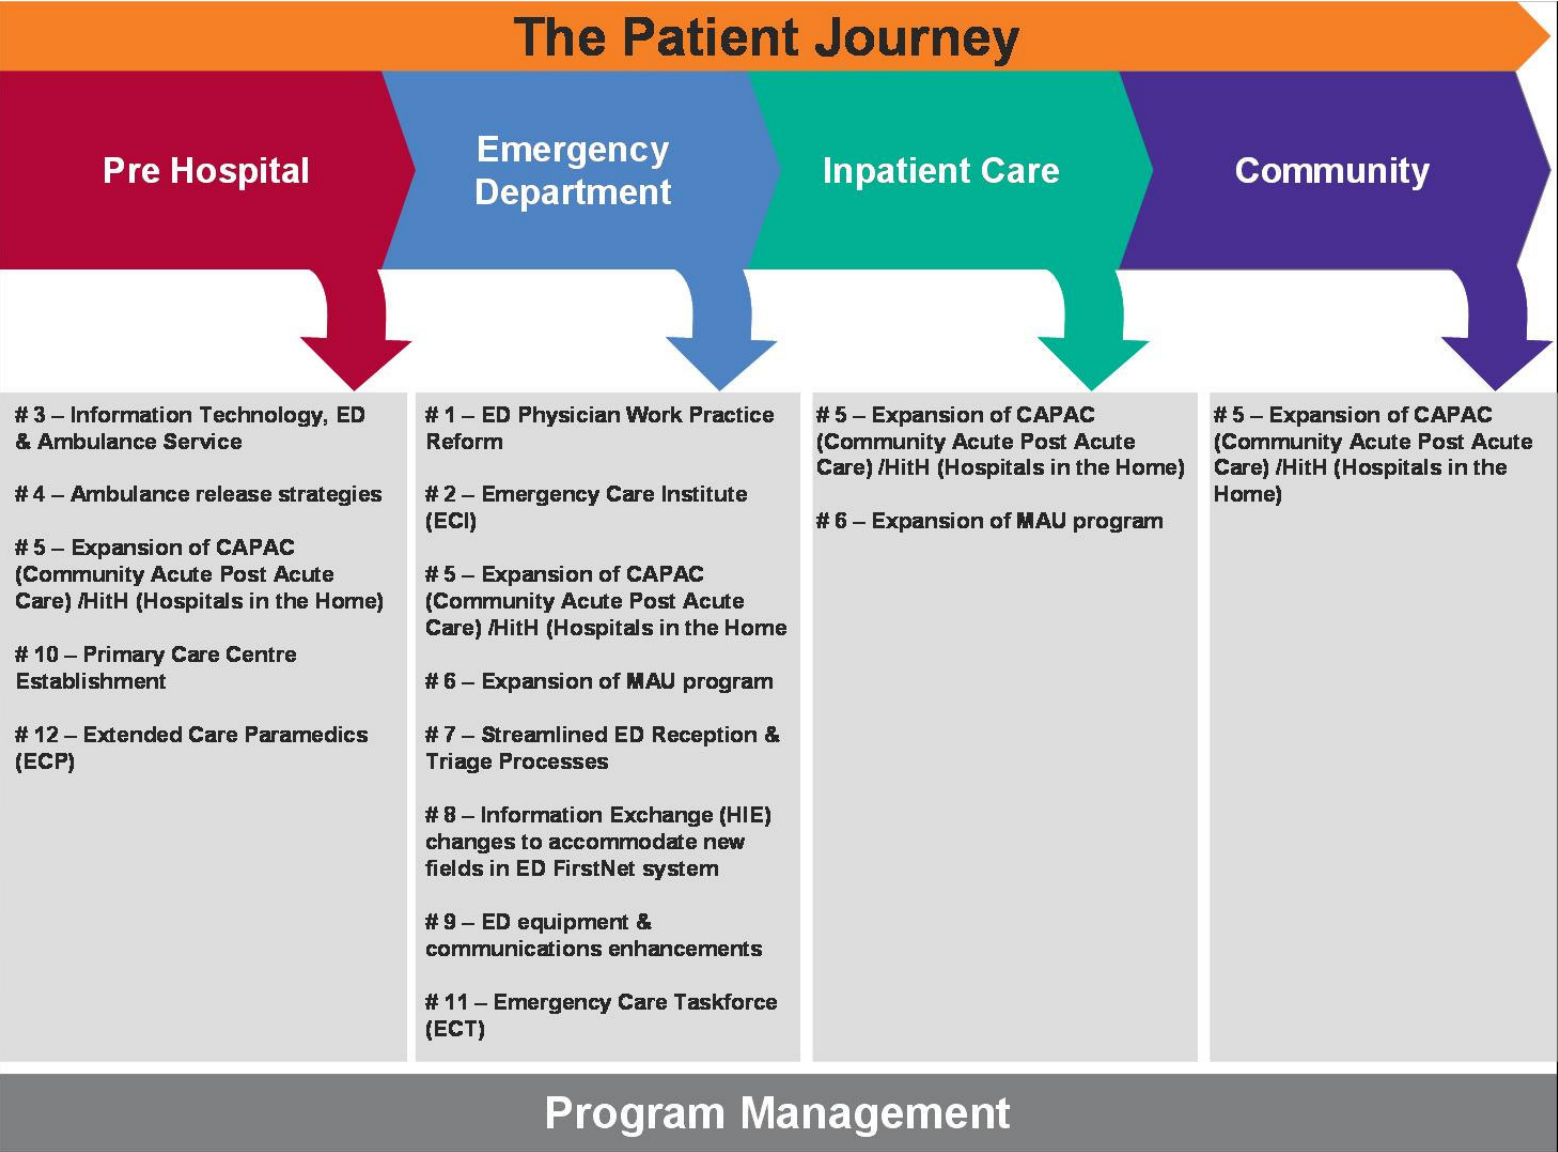 The Patient Journey
Pre Hospital
Emergency
Department
Inpatient Care
Community
# 3 – Information Technology, ED
& Ambulance Service
# 4 – Ambulance release strategies
# 5 – Expansion of CAPAC
(Community Acute Post Acute
Care) /HitH (Hospitals in the Home)
# 10 – Primary Care Centre
Establishment
# 12 – Extended Care Paramedics
(ECP)
# 1 – ED Physician Work Practice
Reform
# 2 – Emergency Care Institute
(ECI)
# 5 – Expansion of CAPAC
(Community Acute Post Acute
Care) /HitH (Hospitals in the Home
# 6 – Expansion of MAU program
# 7 – Streamlined ED Reception &
Triage Processes
# 8 – Information Exchange (HIE)
changes to accommodate new
fields in ED FirstNet system
# 9 – ED equipment &
communications enhancements
# 11 – Emergency Care Taskforce
(ECT)
# 5 – Expansion of CAPAC
(Community Acute Post Acute
Care) /HitH (Hospitals in the Home)
# 6 – Expansion of MAU program
# 5 – Expansion of CAPAC
(Community Acute Post Acute
Care) /HitH (Hospitals in the
Home)
Program Management